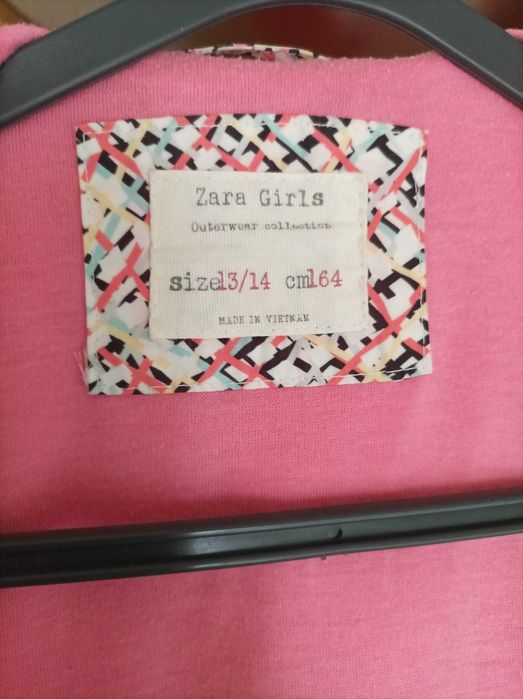 Zara Girls
Outerwear collection
size13/14 cm164
MADE IN VIETNAM